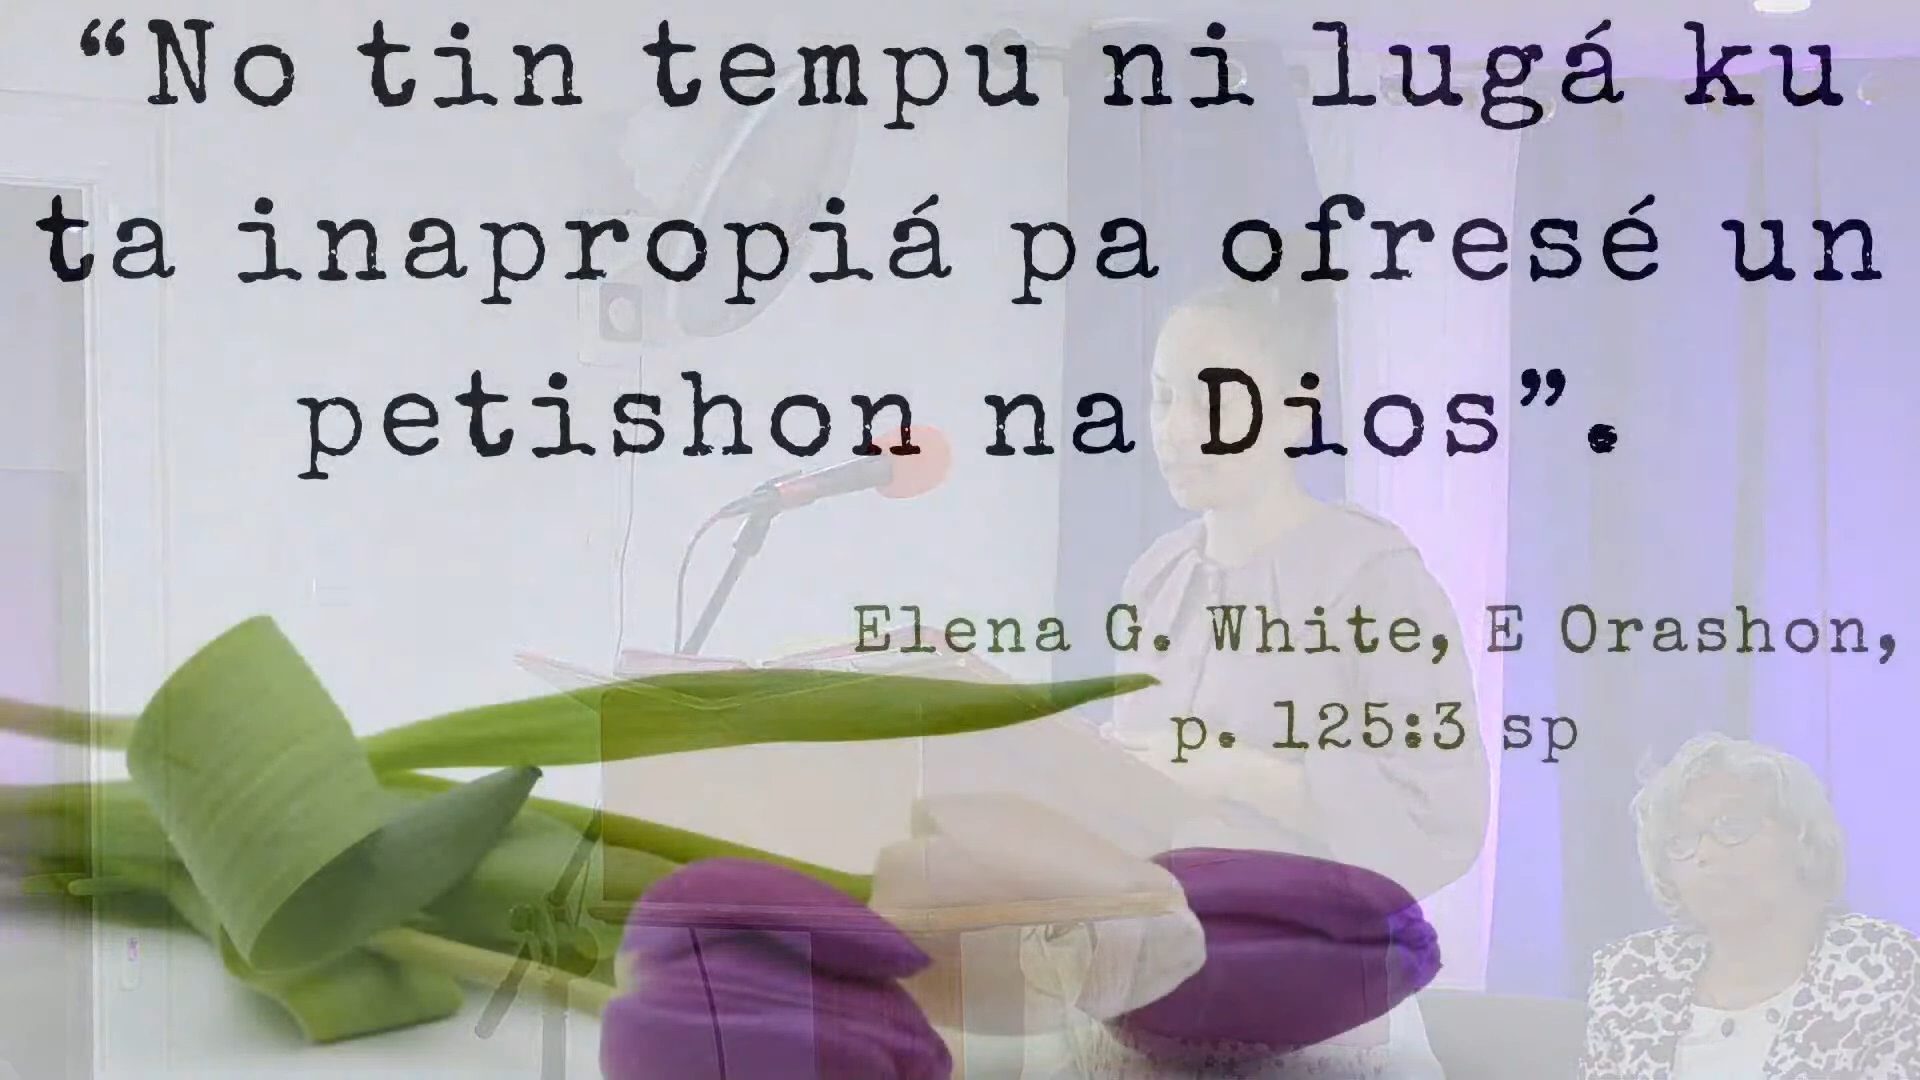 “No tin tempu ni lugá ku
ta inapropiá pa ofresé un
petishon na Dios”.
Elena G. White, E Orashon,
p. 125:3 sp